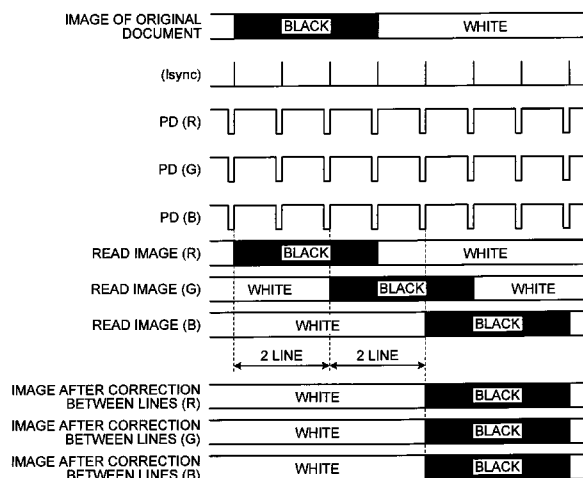 IMAGE OF ORIGINAL
DOCUMENT
BLACK
WHITE
(lsync)
PD (R)
PD (G)
PD (B)
READ IMAGE (R)
BLACK
WHITE
READ IMAGE (G)
WHITE
BLACK
WHITE
READ IMAGE (B)
WHITE
BLACK
2 LINE
2 LINE
IMAGE AFTER CORRECTION
BETWEEN LINES (R)
WHITE
BLACK
IMAGE AFTER CORRECTION
BETWEEN LINES (G)
WHITE
BLACK
IMAGE AFTER CORRECTION
BETWEEN LINES (B)
WHITE
BLACK